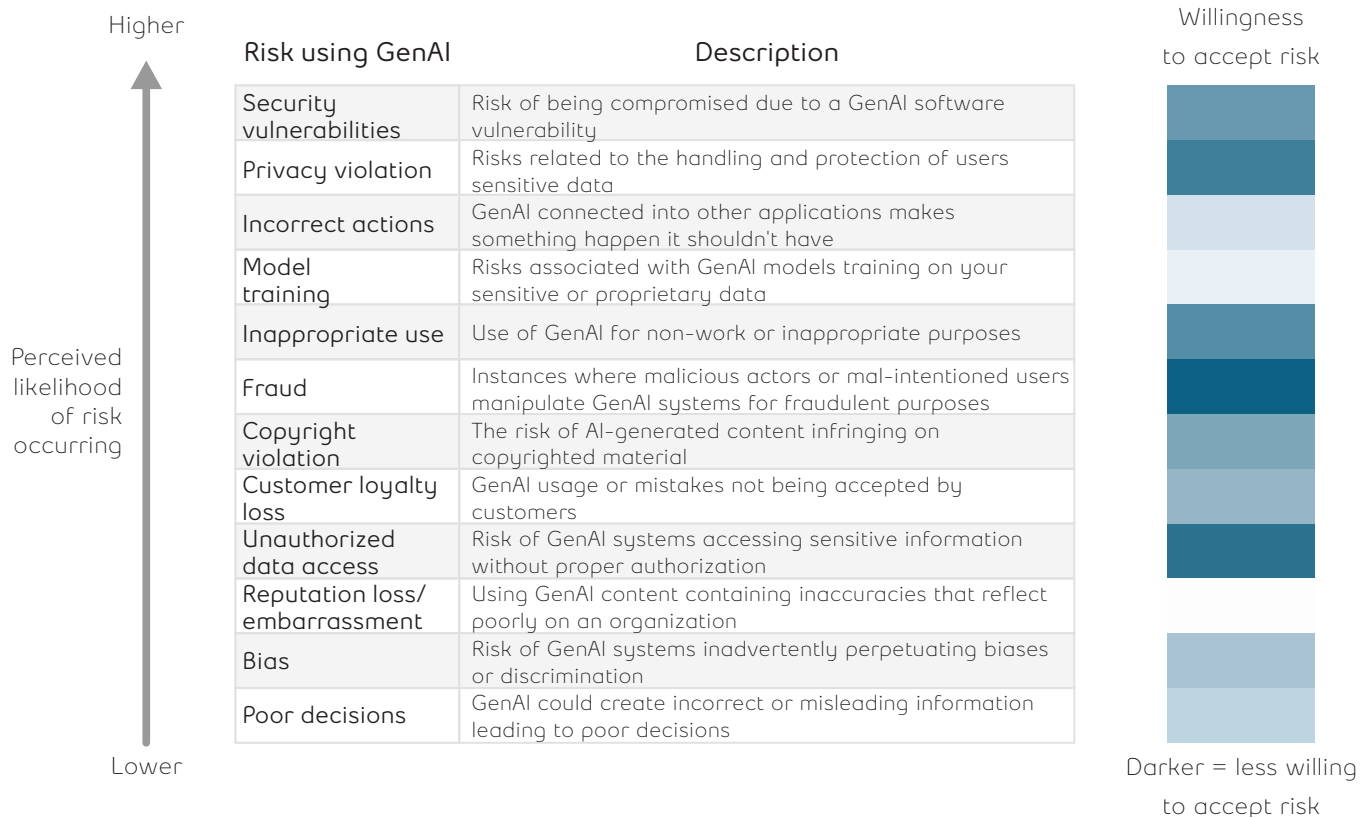 Higher
Willingness
to accept risk
Risk using GenAI
Description
Security
vulnerabilities
Risk of being compromised due to a GenAI software
vulnerability
Privacy violation
Risks related to the handling and protection of users
sensitive data
Incorrect actions
GenAI connected into other applications makes
something happen it shouldn't have
Model
training
Risks associated with GenAI models training on your
sensitive or proprietary data
Inappropriate use
Use of GenAI for non-work or inappropriate purposes
Perceived
likelihood
of risk
occurring
Fraud
Instances where malicious actors or mal-intentioned users
manipulate GenAI systems for fraudulent purposes
Copyright
violation
The risk of AI-generated content infringing on
copyrighted material
Customer loyalty
loss
GenAI usage or mistakes not being accepted by
customers
Unauthorized
data access
Risk of GenAI systems accessing sensitive information
without proper authorization
Reputation loss/
embarrassment
Using GenAI content containing inaccuracies that reflect
poorly on an organization
Bias
Risk of GenAI systems inadvertently perpetuating biases
or discrimination
Poor decisions
GenAI could create incorrect or misleading information
leading to poor decisions
Lower
Darker = less willing
to accept risk